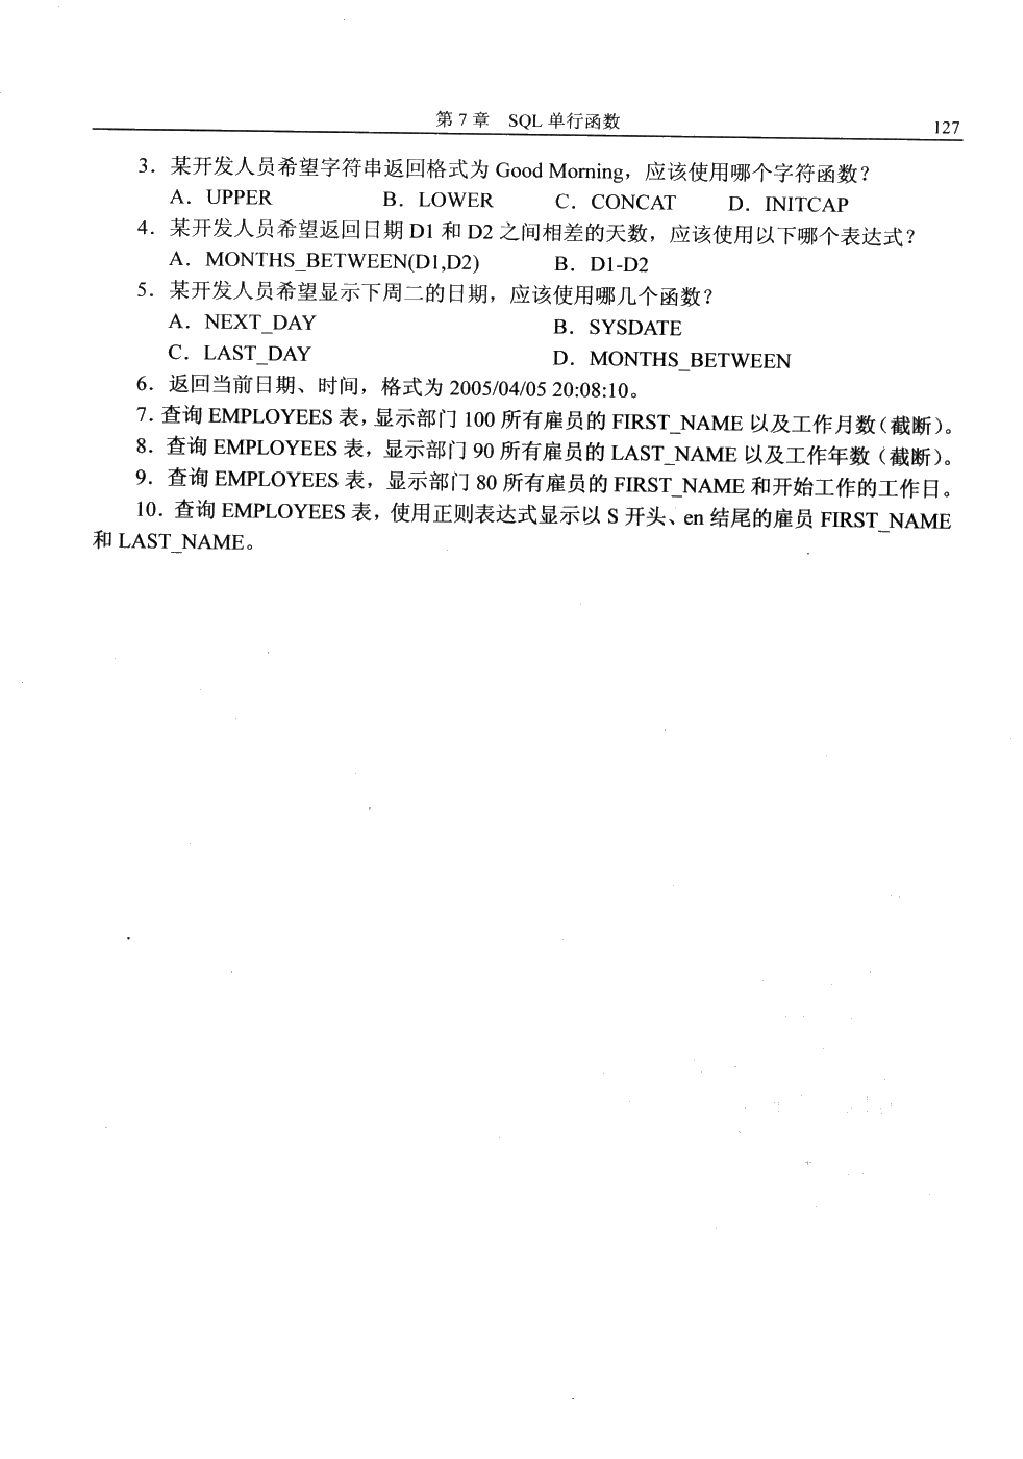 第 7 章 SQL 单行函数 127
3．某开发人员希望字符串返回格式为 Good Morning，应该使用哪个字符函数？
A．UPPER B．LOWER C．CONCAT D．INITCAP
4．某开发人员希望返回日期 D1 和 D2 之间相差的天数，应该使用以下哪个表达式？
A．MONTHS_BETWEEN(D1,D2) B．D1-D2
5．某开发人员希望显示下周二的日期，应该使用哪几个函数？
A．NEXT_DAY B．SYSDATE
C．LAST_DAY D．MONTHS_BETWEEN
6．返回当前日期、时间，格式为 2005/04/05 20:08:10。
7．查询 EMPLOYEES 表，显示部门 100 所有雇员的 FIRST_NAME 以及工作月数（截断）。
8．查询 EMPLOYEES 表，显示部门 90 所有雇员的 LAST_NAME 以及工作年数（截断）。
9．查询 EMPLOYEES 表，显示部门 80 所有雇员的 FIRST_NAME 和开始工作的工作日。
10．查询 EMPLOYEES 表，使用正则表达式显示以 S 开头、en 结尾的雇员 FIRST_NAME
和 LAST_NAME。